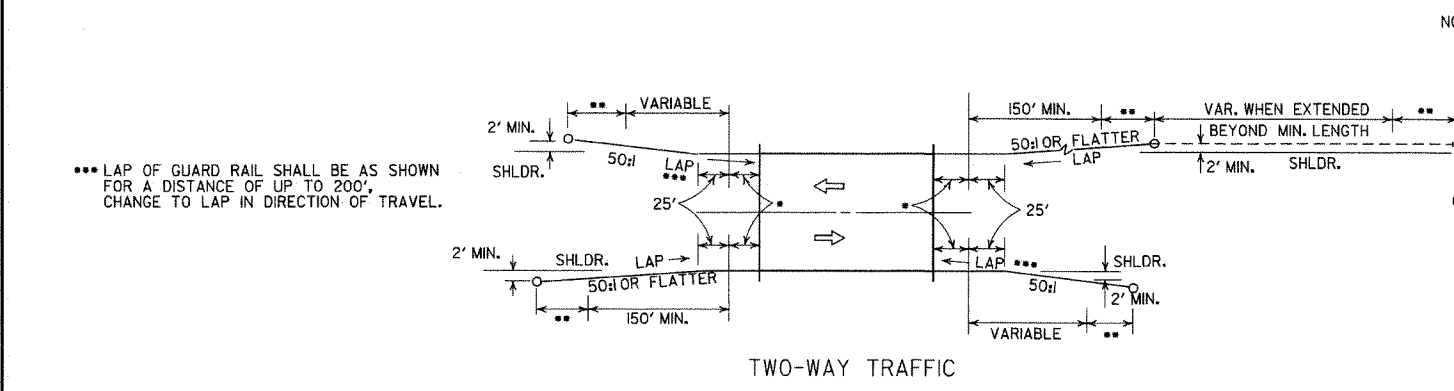 NO
•• VARIABLE
150' MIN. •• VAR. WHEN EXTENDED ••
BEYOND MIN. LENGTH
2' MIN.
50:1 OR FLATTER
SHLDR. 50:1 LAP •••
LAP
2' MIN. SHLDR.
••• LAP OF GUARD RAIL SHALL BE AS SHOWN
FOR A DISTANCE OF UP TO 200',
CHANGE TO LAP IN DIRECTION OF TRAVEL.
25' • • 25'
2' MIN. SHLDR. LAP
LAP ••• SHLDR.
50:1 OR FLATTER
50:1 2' MIN.
•• 150' MIN.
VARIABLE ••
TWO-WAY TRAFFIC